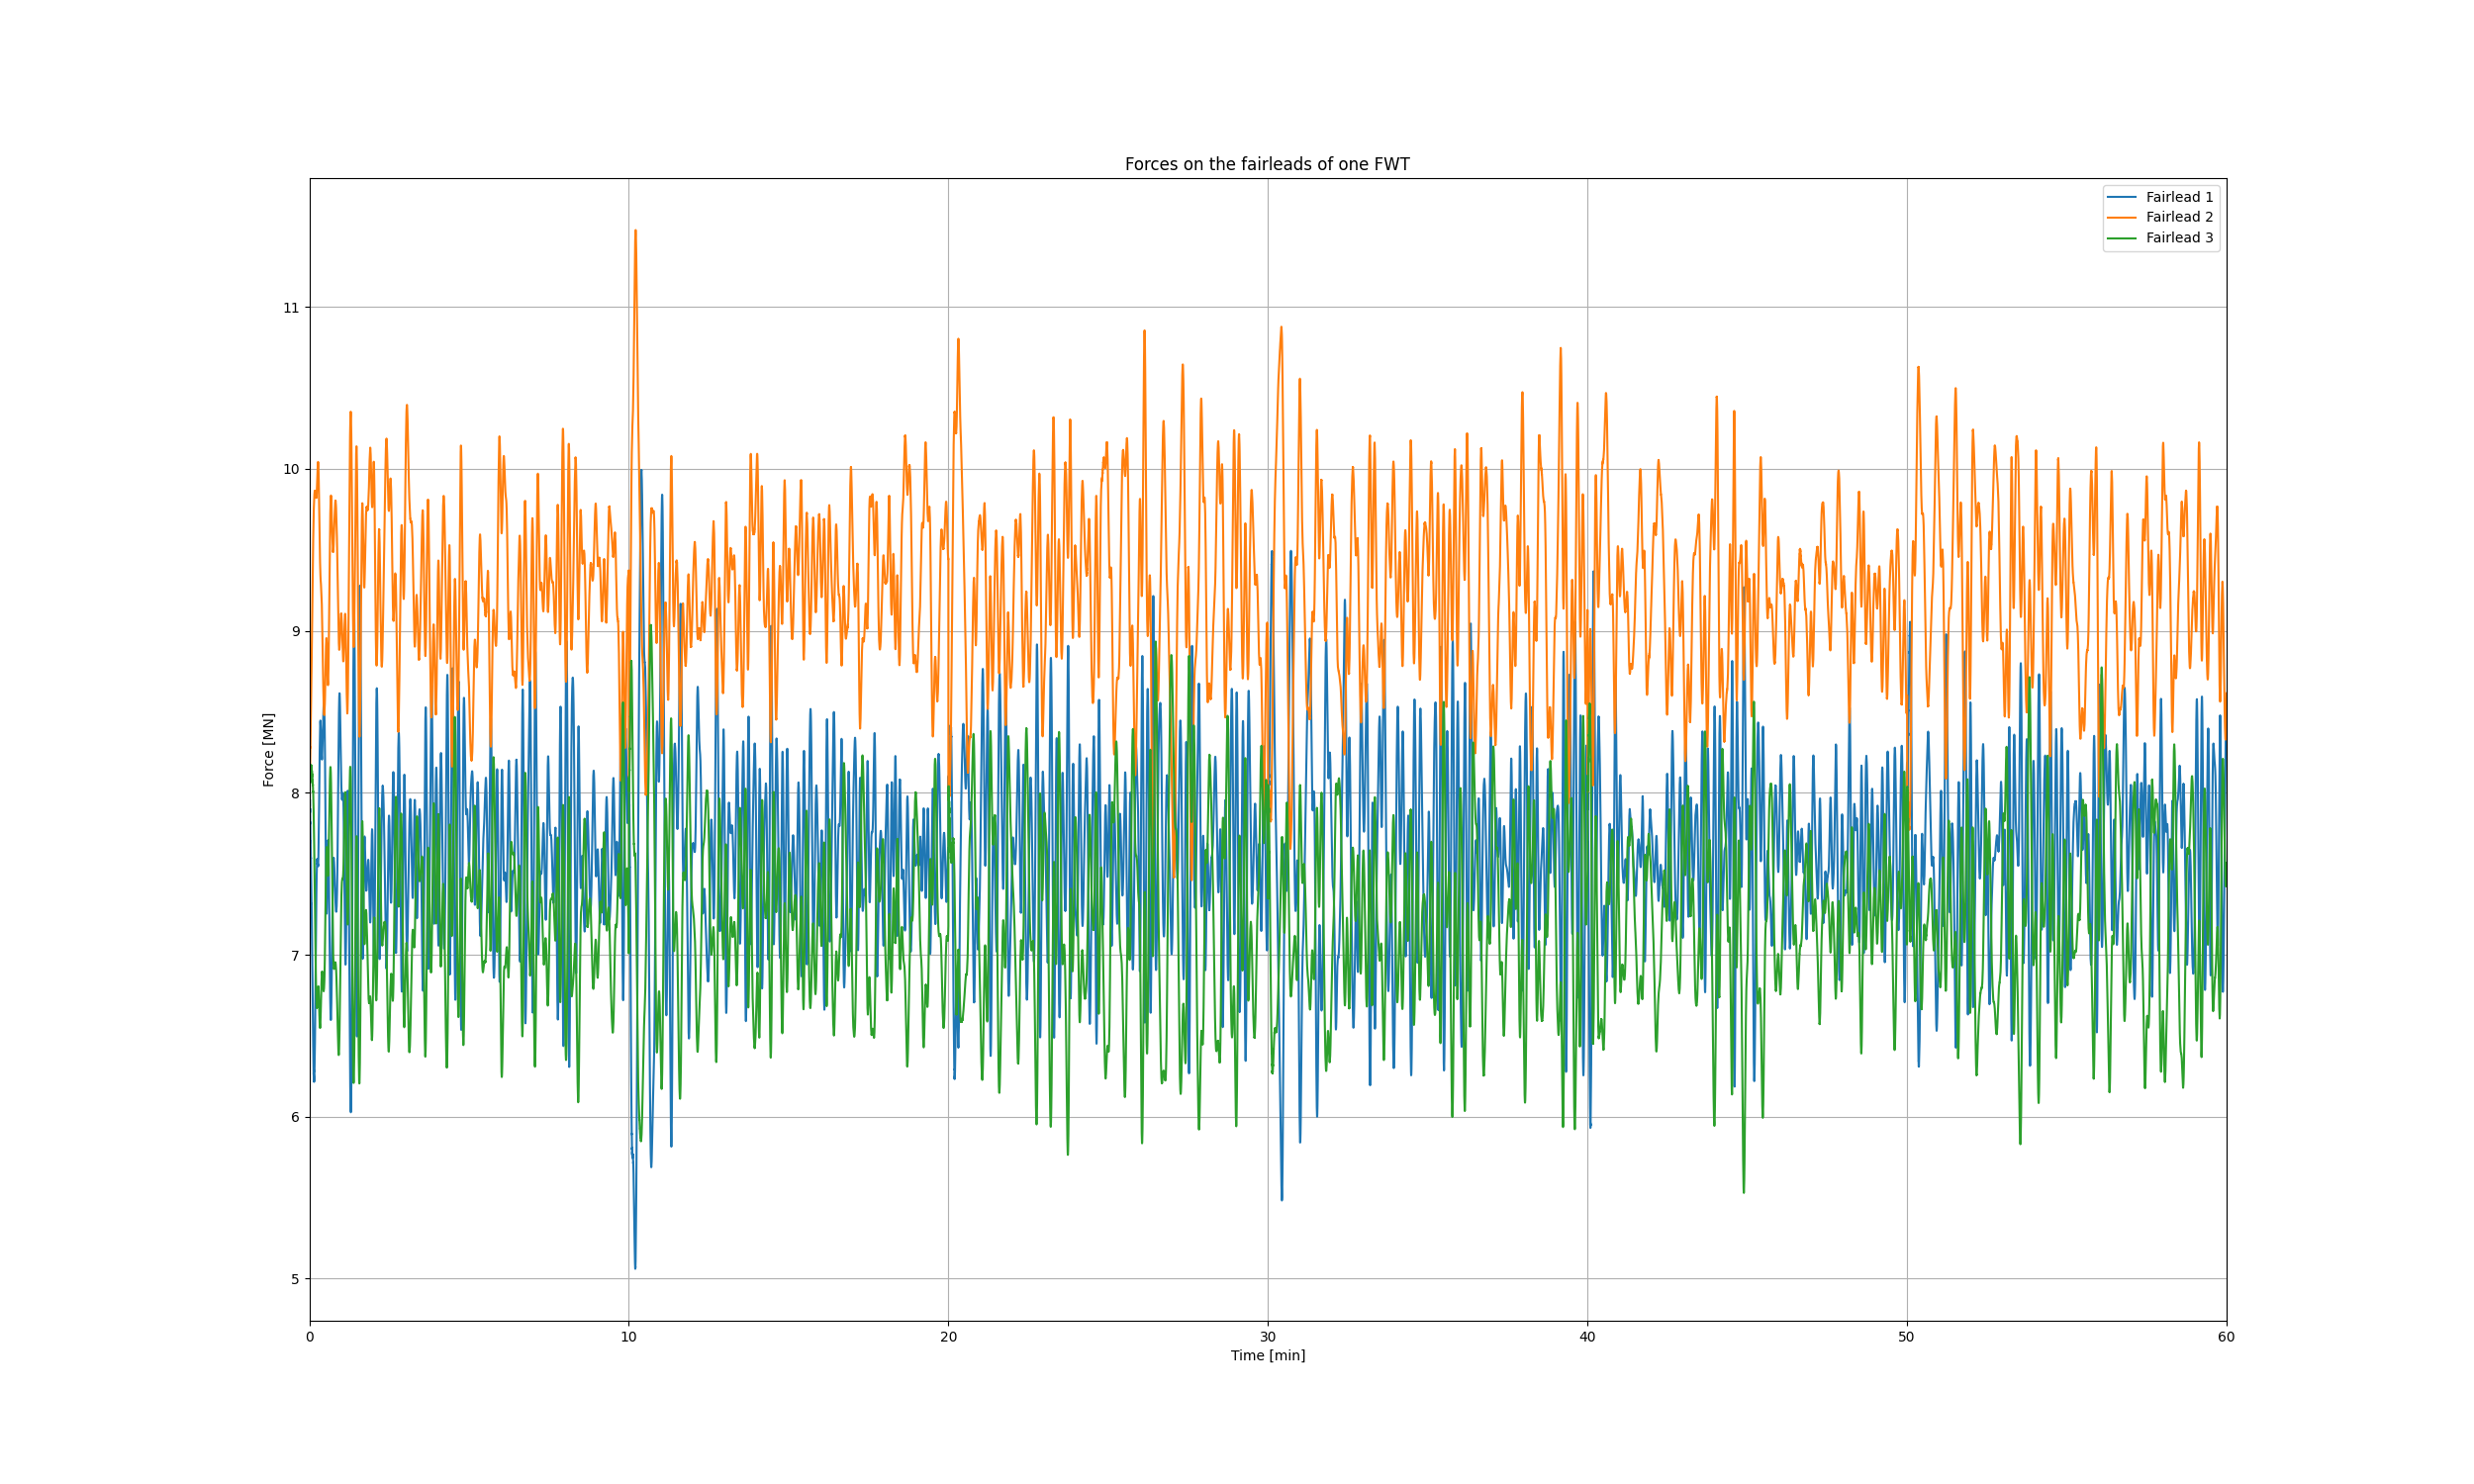 Forces on the fairleads of one FWT
Fairlead 1
Fairlead 2
Fairlead 3
11
10
9
8
7
6
5
Force [MN]
0 10 20 30 40 50 60
Time [min]